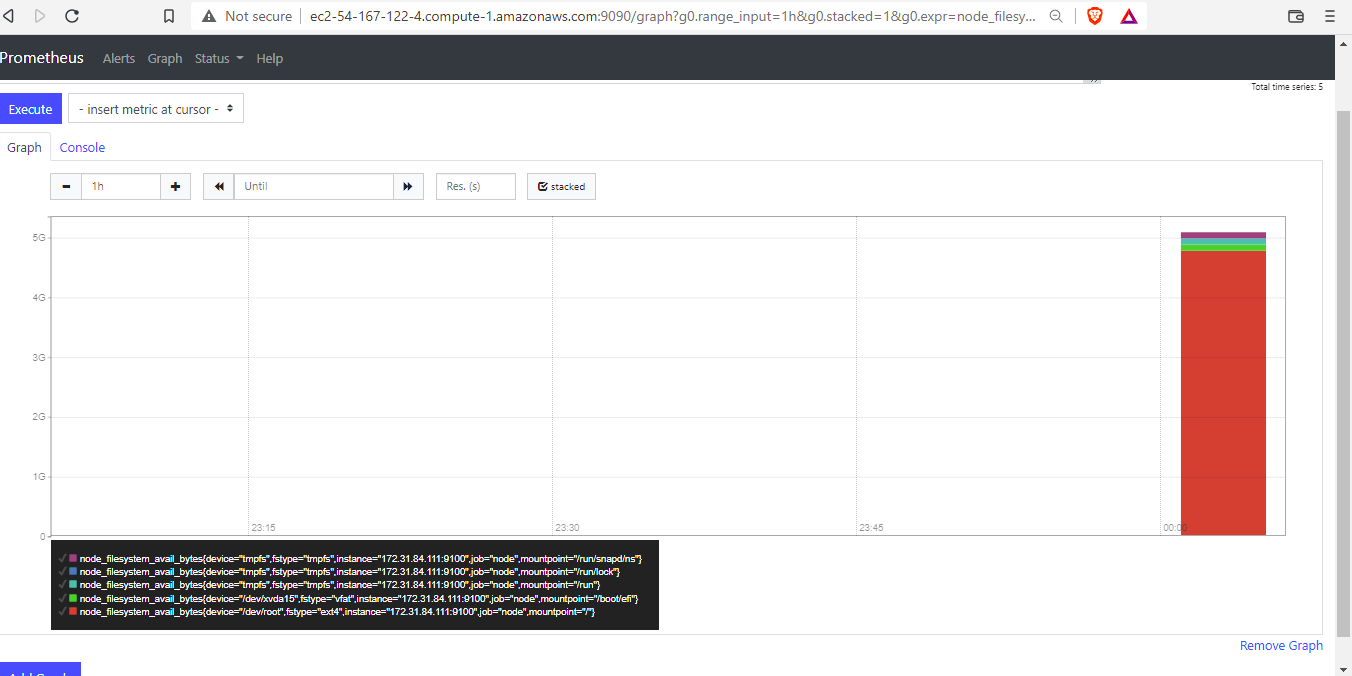 Not secure ec2-54-167-122-4.compute-1.amazonaws.com:9090/graph?g0.range_input=1h&g0.stacked=1&g0.expr=node_filesy...
Prometheus Alerts Graph Status Help
Total time series: 5
Execute - insert metric at cursor -
Graph Console
1h Until Res. (s) stacked
5G
4G
3G
2G
1G
0
23:15 23:30 23:45 00:00
node_filesystem_avail_bytes{device="tmpfs",fstype="tmpfs",instance="172.31.84.111:9100",job="node",mountpoint="/run/snapd/ns"}
node_filesystem_avail_bytes{device="tmpfs",fstype="tmpfs",instance="172.31.84.111:9100",job="node",mountpoint="/run/lock"}
node_filesystem_avail_bytes{device="tmpfs",fstype="tmpfs",instance="172.31.84.111:9100",job="node",mountpoint="/run"}
node_filesystem_avail_bytes{device="/dev/xvda15",fstype="vfat",instance="172.31.84.111:9100",job="node",mountpoint="/boot/efi"}
node_filesystem_avail_bytes{device="/dev/root",fstype="ext4",instance="172.31.84.111:9100",job="node",mountpoint="/"}
Remove Graph
Add Graph